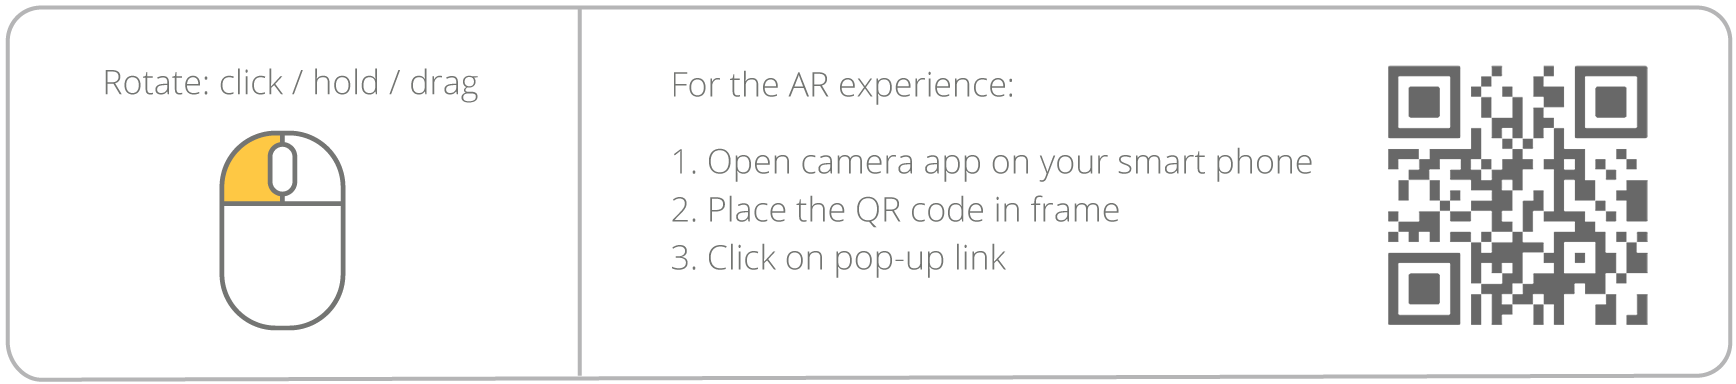 Rotate: click / hold / drag
For the AR experience:
1. Open camera app on your smart phone
2. Place the QR code in frame
3. Click on pop-up link